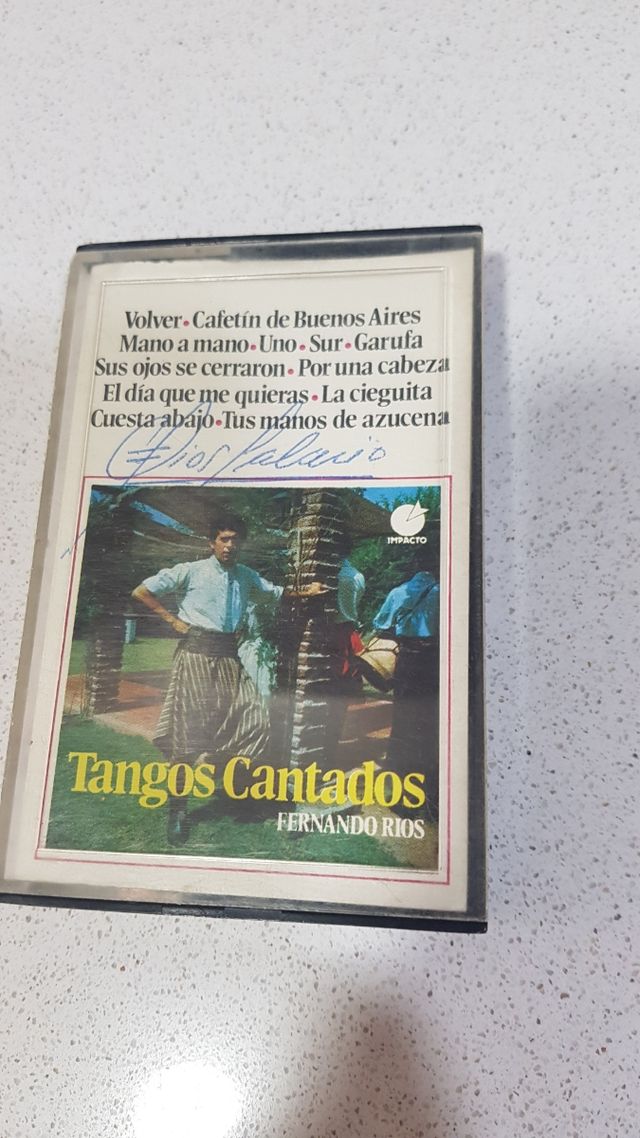 Volver • Cafetín de Buenos Aires
Mano a mano • Uno • Sur • Garufa
Sus ojos se cerraron • Por una cabeza
El día que me quieras • La cieguita
Cuesta abajo • Tus manos de azucena
IMPACTO
Tangos Cantados
FERNANDO RIOS